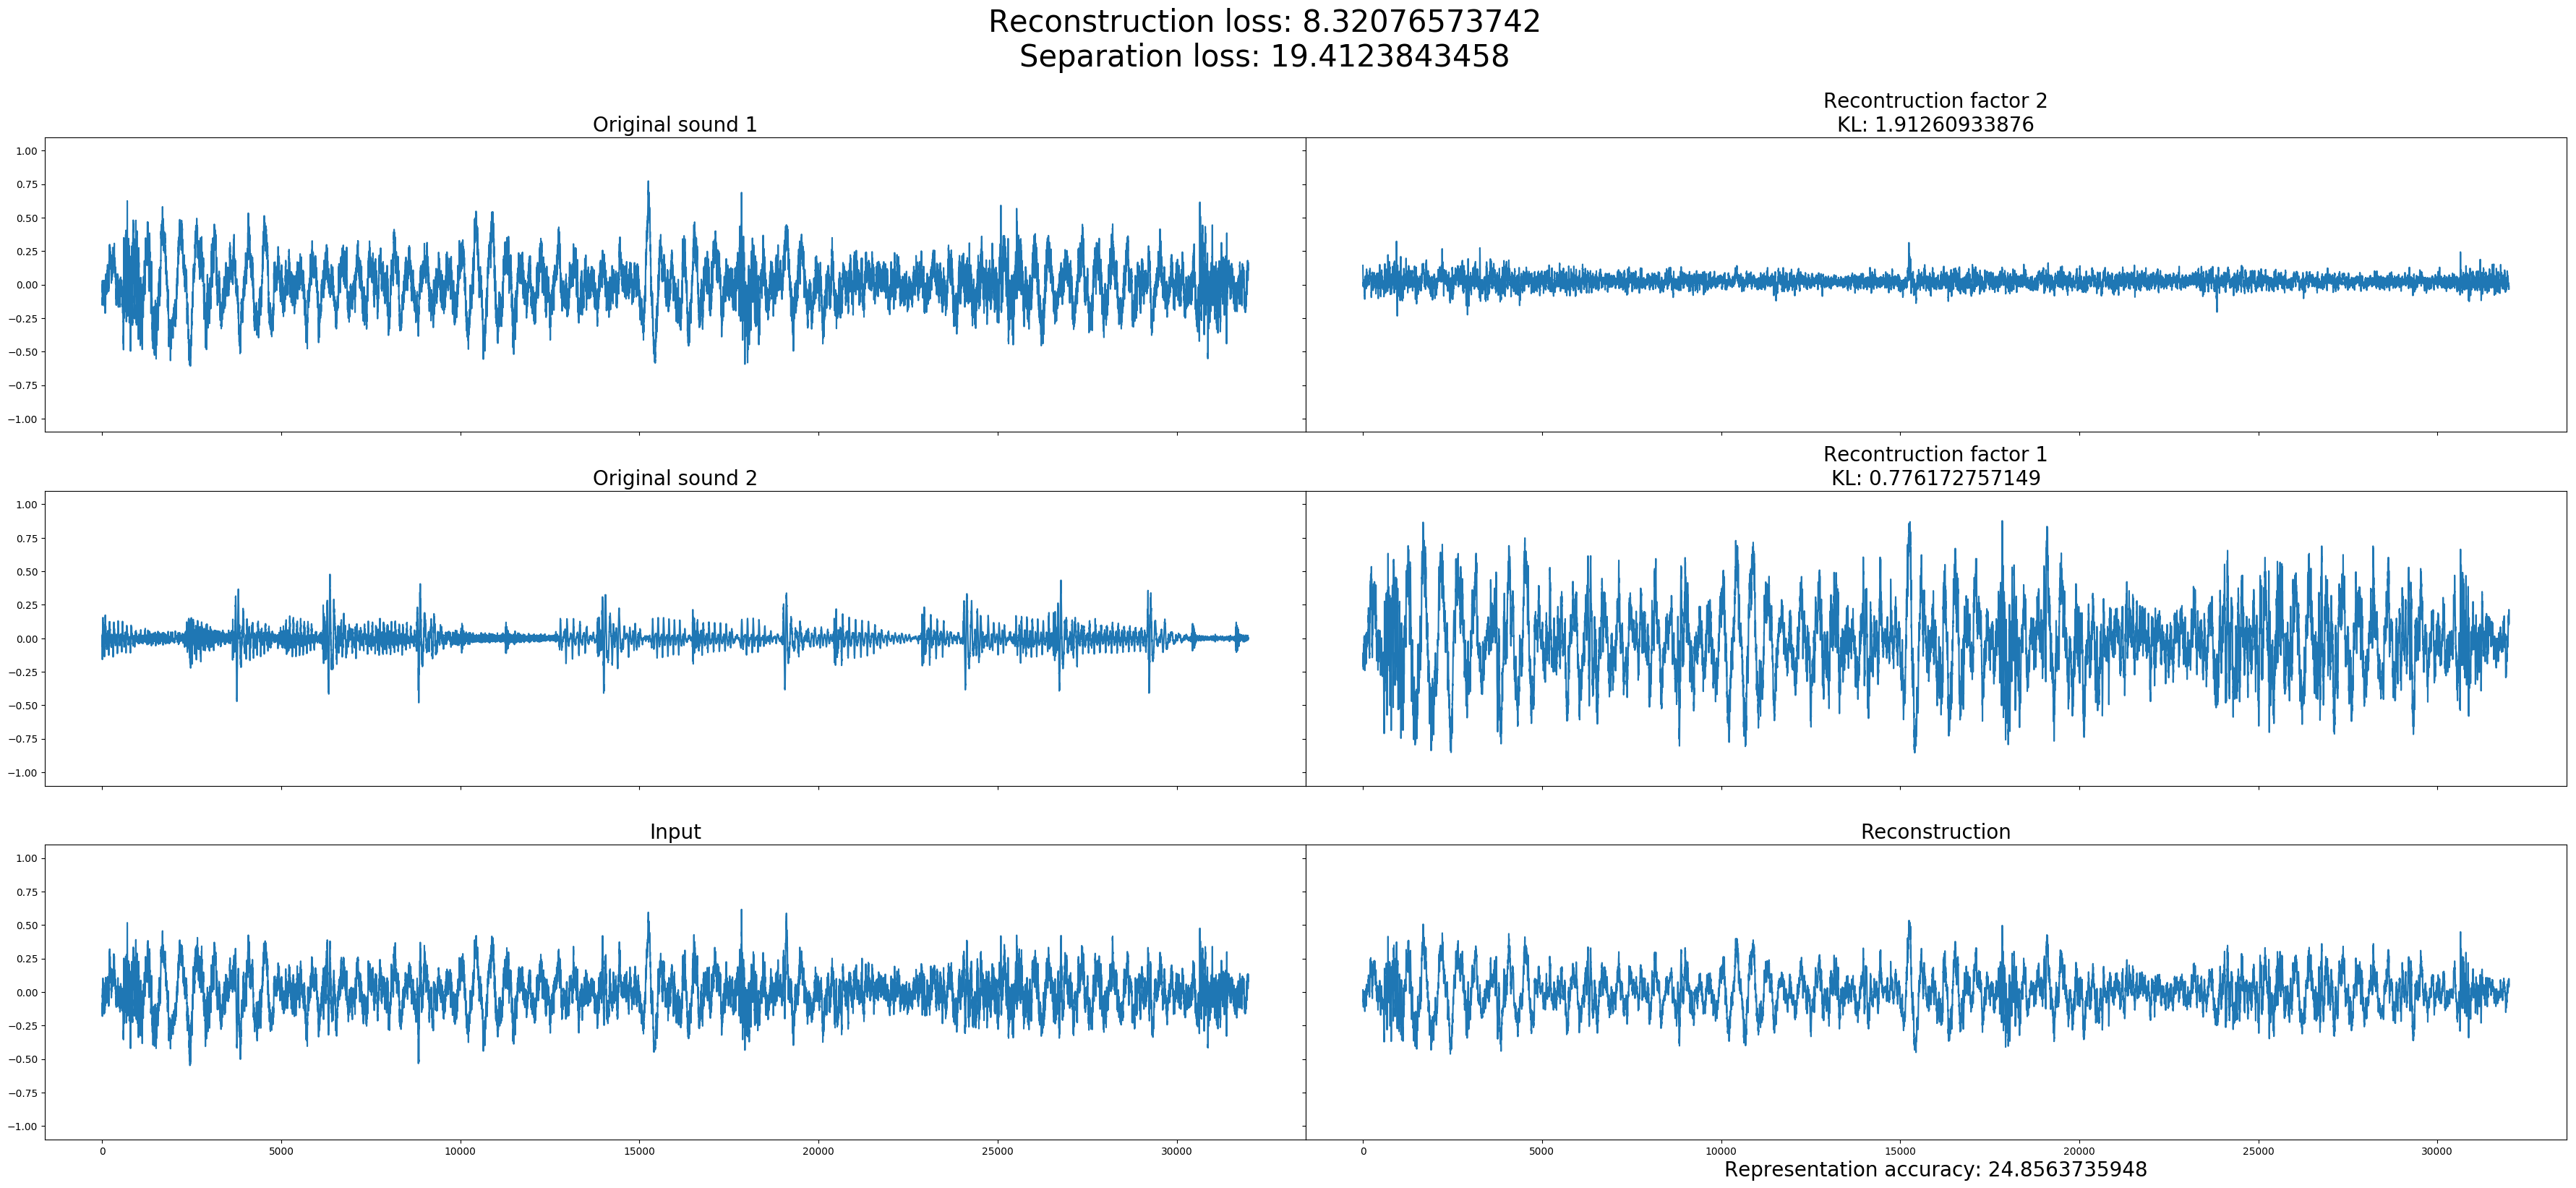 Reconstruction loss: 8.32076573742
Separation loss: 19.4123843458
Original sound 1
Recontruction factor 2
KL: 1.91260933876
1.00
0.75
0.50
0.25
0.00
−0.25
−0.50
−0.75
−1.00
Original sound 2
Recontruction factor 1
KL: 0.776172757149
1.00
0.75
0.50
0.25
0.00
−0.25
−0.50
−0.75
−1.00
Input
Reconstruction
1.00
0.75
0.50
0.25
0.00
−0.25
−0.50
−0.75
−1.00
0 5000 10000 15000 20000 25000 30000
0 5000 10000 15000 20000 25000 30000
Representation accuracy: 24.8563735948